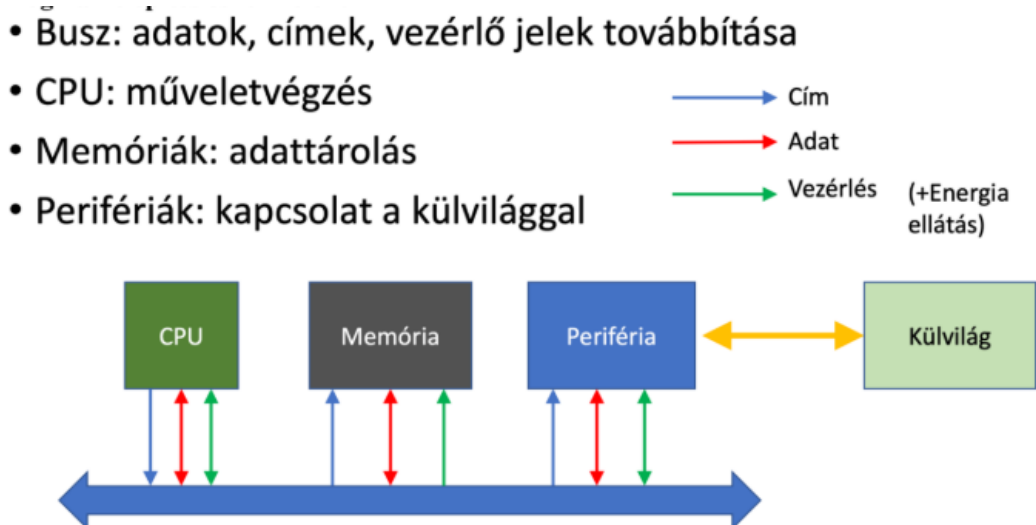 • Busz: adatok, címek, vezérlő jelek továbbítása
• CPU: műveletvégzés
• Memóriák: adattárolás
• Perifériák: kapcsolat a külvilággal
Cím
Adat
Vezérlés (+Energia
ellátás)
CPU
Memória
Periféria
Külvilág